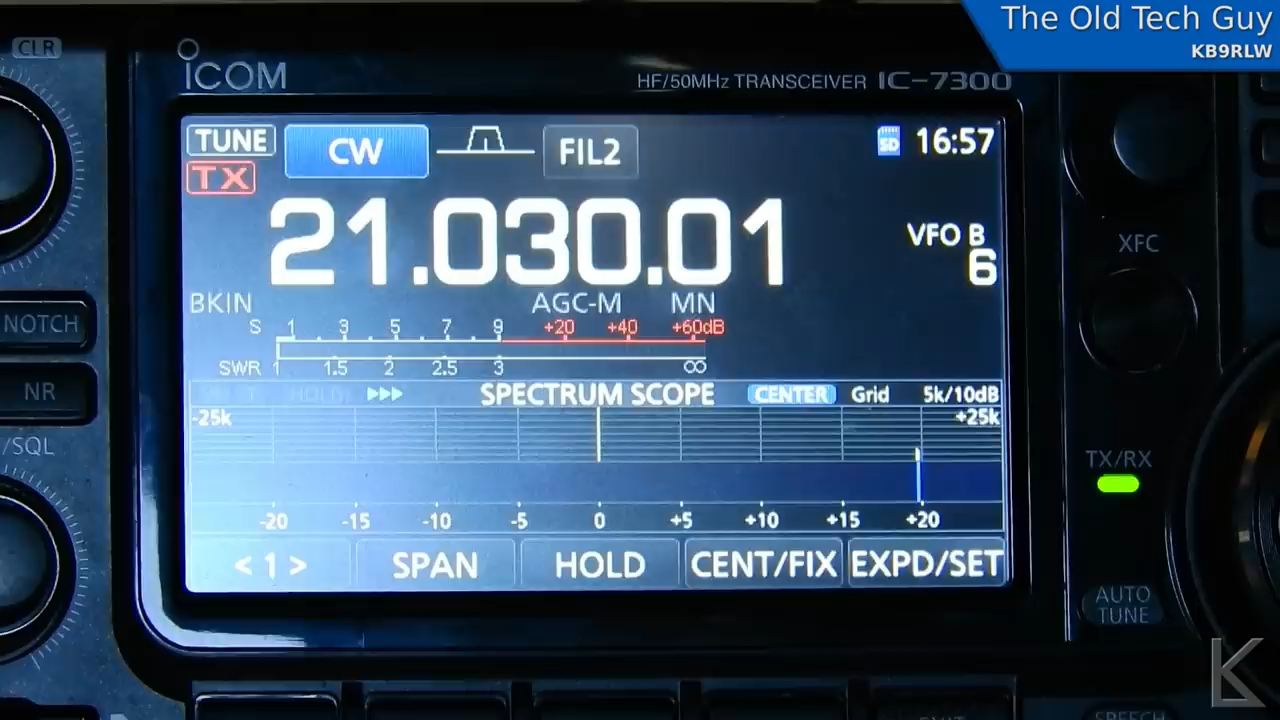 The Old Tech Guy
KB9RLW
CLR
ICOM
HF/50MHz TRANSCEIVER IC-7300
TUNE CW FIL2 SD 16:57
TX
21.030.01
VFO B
6
XFC
BKIN AGC-M MN
NOTCH
S 1 3 5 7 9 +20 +40 +60dB
SWR 1 1.5 2 2.5 3 ∞
NR
HOLD SPECTRUM SCOPE CENTER Grid 5k/10dB
-25k +25k
/SQL
TX/RX
-20 -15 -10 -5 0 +5 +10 +15 +20
< 1 > SPAN HOLD CENT/FIX EXPD/SET
AUTO
TUNE
K
SPEECH